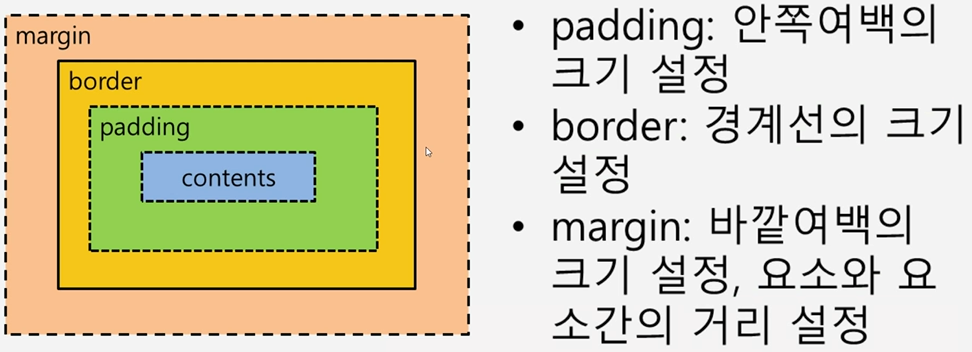 margin
border
padding
contents
• padding: 안쪽여백의
크기 설정
• border: 경계선의 크기
설정
• margin: 바깥여백의
크기 설정, 요소와 요
소간의 거리 설정